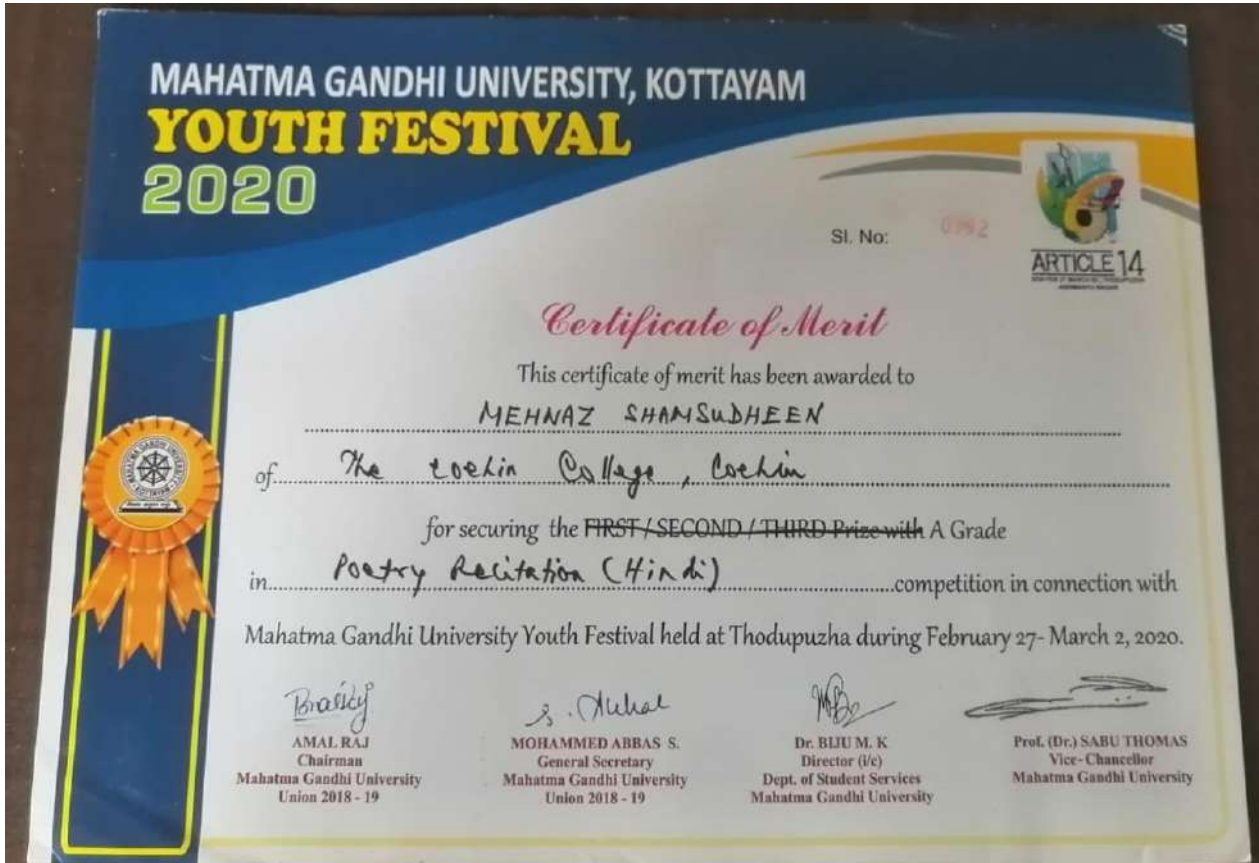 MAHATMA GANDHI UNIVERSITY, KOTTAYAM
YOUTH FESTIVAL
2020
Sl. No:
ARTICLE 14
Certificate of Merit
This certificate of merit has been awarded to
MEHNAZ SHAMSUDHEEN
of The Cochin College, Cochin
for securing the FIRST / SECOND / THIRD Prize with A Grade
in Poetry Recitation (Hindi) competition in connection with
Mahatma Gandhi University Youth Festival held at Thodupuzha during February 27- March 2, 2020.
MAHATMA GANDHI UNIVERSITY
KOTTAYAM
AMAL RAJ
Chairman
Mahatma Gandhi University
Union 2018 - 19
MOHAMMED ABBAS S.
General Secretary
Mahatma Gandhi University
Union 2018 - 19
Dr. BIJU M. K
Director (i/c)
Dept. of Student Services
Mahatma Gandhi University
Prof. (Dr.) SABU THOMAS
Vice- Chancellor
Mahatma Gandhi University